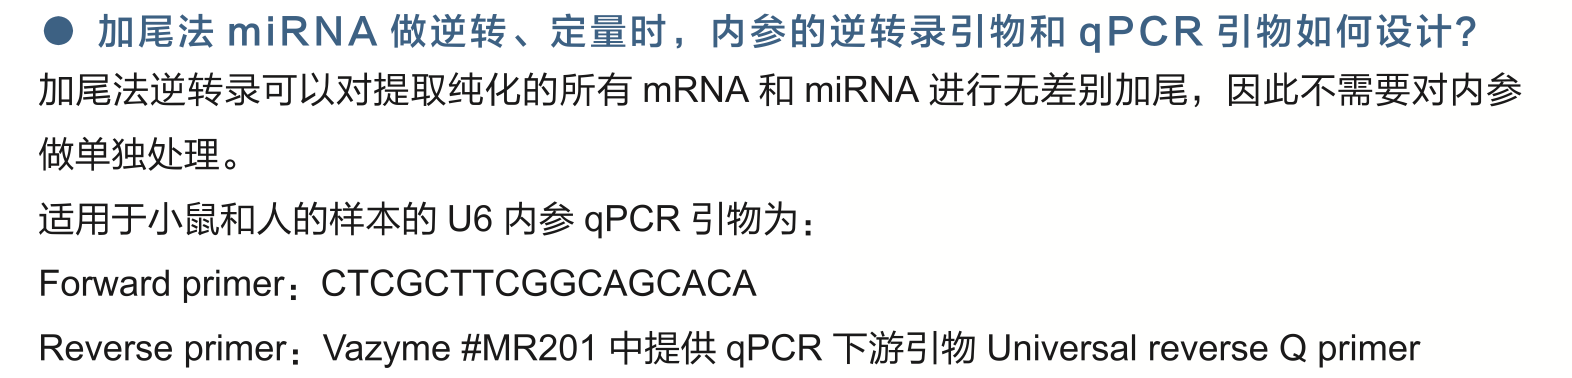 ● 加尾法 miRNA 做逆转、定量时，内参的逆转录引物和 qPCR 引物如何设计？
加尾法逆转录可以对提取纯化的所有 mRNA 和 miRNA 进行无差别加尾，因此不需要对内参
做单独处理。
适用于小鼠和人的样本的 U6 内参 qPCR 引物为：
Forward primer：CTCGCTTCGGCAGCACA
Reverse primer：Vazyme #MR201 中提供 qPCR 下游引物 Universal reverse Q primer